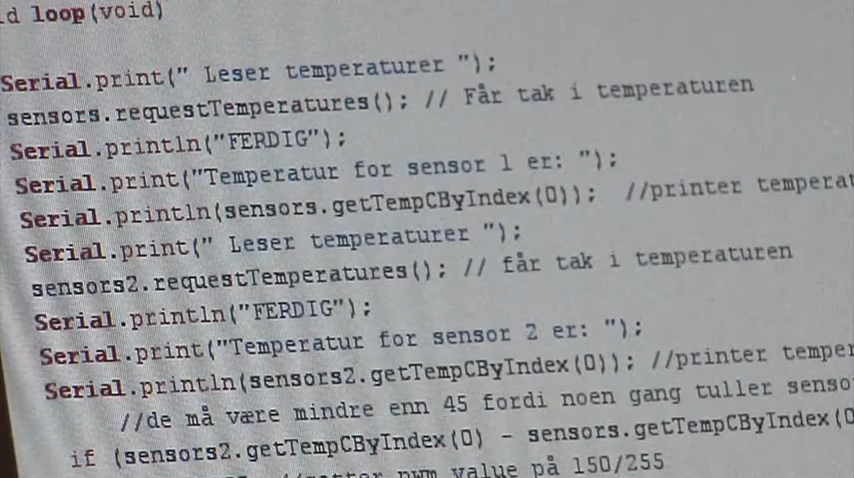 loop(void)
Serial.print(" Leser temperaturer ");
sensors.requestTemperatures(); // Får tak i temperaturen
Serial.println("FERDIG");
Serial.print("Temperatur for sensor 1 er: ");
Serial.println(sensors.getTempCByIndex(0)); //printer
Serial.print(" Leser temperaturer ");
sensors2.requestTemperatures(); // får tak i temperaturen
Serial.println("FERDIG");
Serial.print("Temperatur for sensor 2 er: ");
Serial.println(sensors2.getTempCByIndex(0)); //printer
//de må være mindre enn 45 fordi noen gang tuller
if (sensors2.getTempCByIndex(0) - sensors.getTempCByIndex(0
pwm value på 150/255